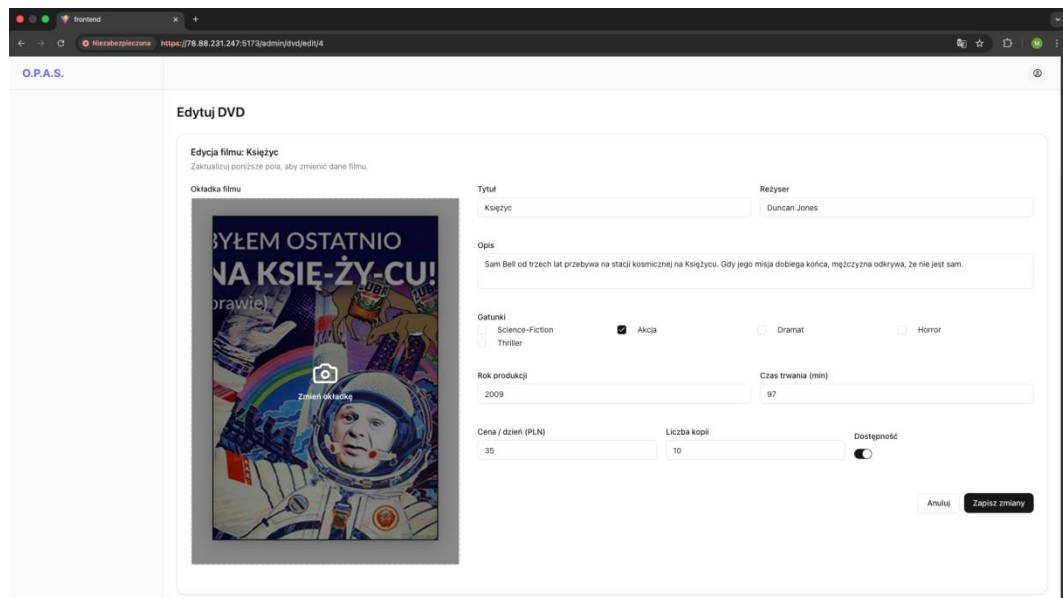 frontend
Niezabezpieczona https://78.88.231.247:5173/admin/dvd/edit/4
O.P.A.S.
Edytuj DVD
Edycja filmu: Księżyc
Zaktualizuj poniższe pola, aby zmienić dane filmu.
Okładka filmu
BYŁEM OSTATNIO
NA KSIĘ-ŻY-CU!
prawie)
ŻUBR
Zmień okładkę
Tytuł
Reżyser
Księżyc
Duncan Jones
Opis
Sam Bell od trzech lat przebywa na stacji kosmicznej na Księżycu. Gdy jego misja dobiega końca, mężczyzna odkrywa, że nie jest sam.
Gatunki
Science-Fiction
Akcja
Dramat
Horror
Thriller
Rok produkcji
Czas trwania (min)
2009
97
Cena / dzień (PLN)
Liczba kopii
Dostępność
35
10
Anuluj
Zapisz zmiany